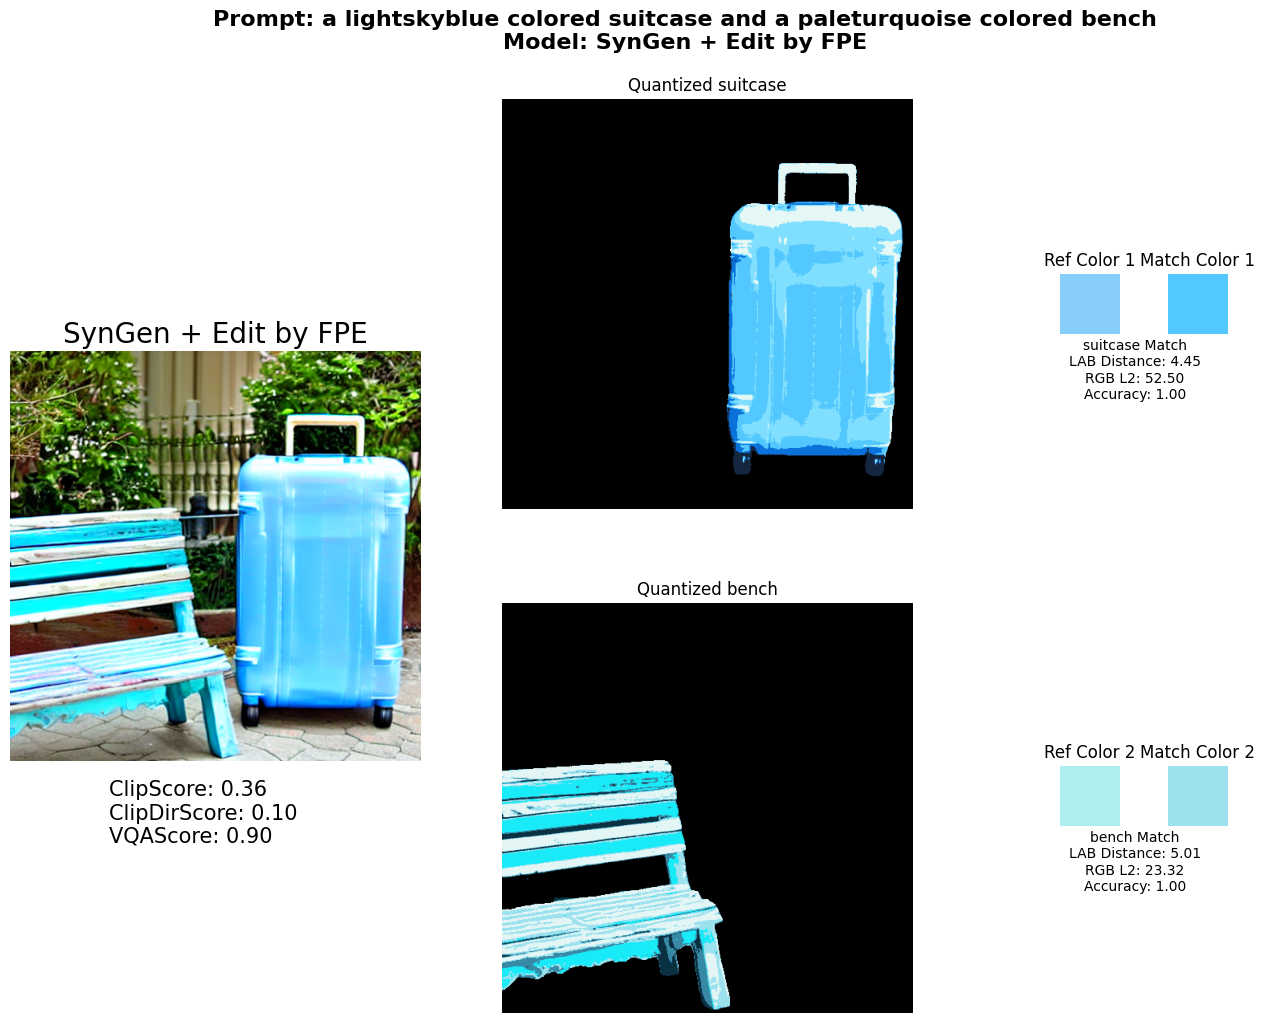 Prompt: a lightskyblue colored suitcase and a paleturquoise colored bench
Model: SynGen + Edit by FPE
Quantized suitcase
Ref Color 1 Match Color 1
suitcase Match
LAB Distance: 4.45
RGB L2: 52.50
Accuracy: 1.00
SynGen + Edit by FPE
ClipScore: 0.36
ClipDirScore: 0.10
VQAScore: 0.90
Quantized bench
Ref Color 2 Match Color 2
bench Match
LAB Distance: 5.01
RGB L2: 23.32
Accuracy: 1.00